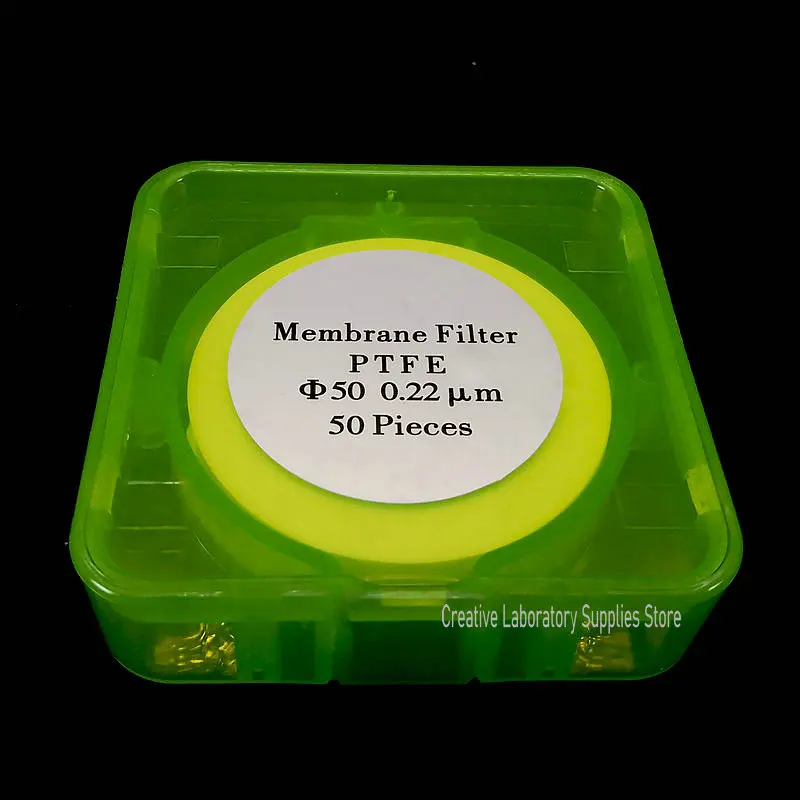 Membrane Filter
PTFE
Φ50 0.22 μm
50 Pieces
Creative Laboratory Supplies Store